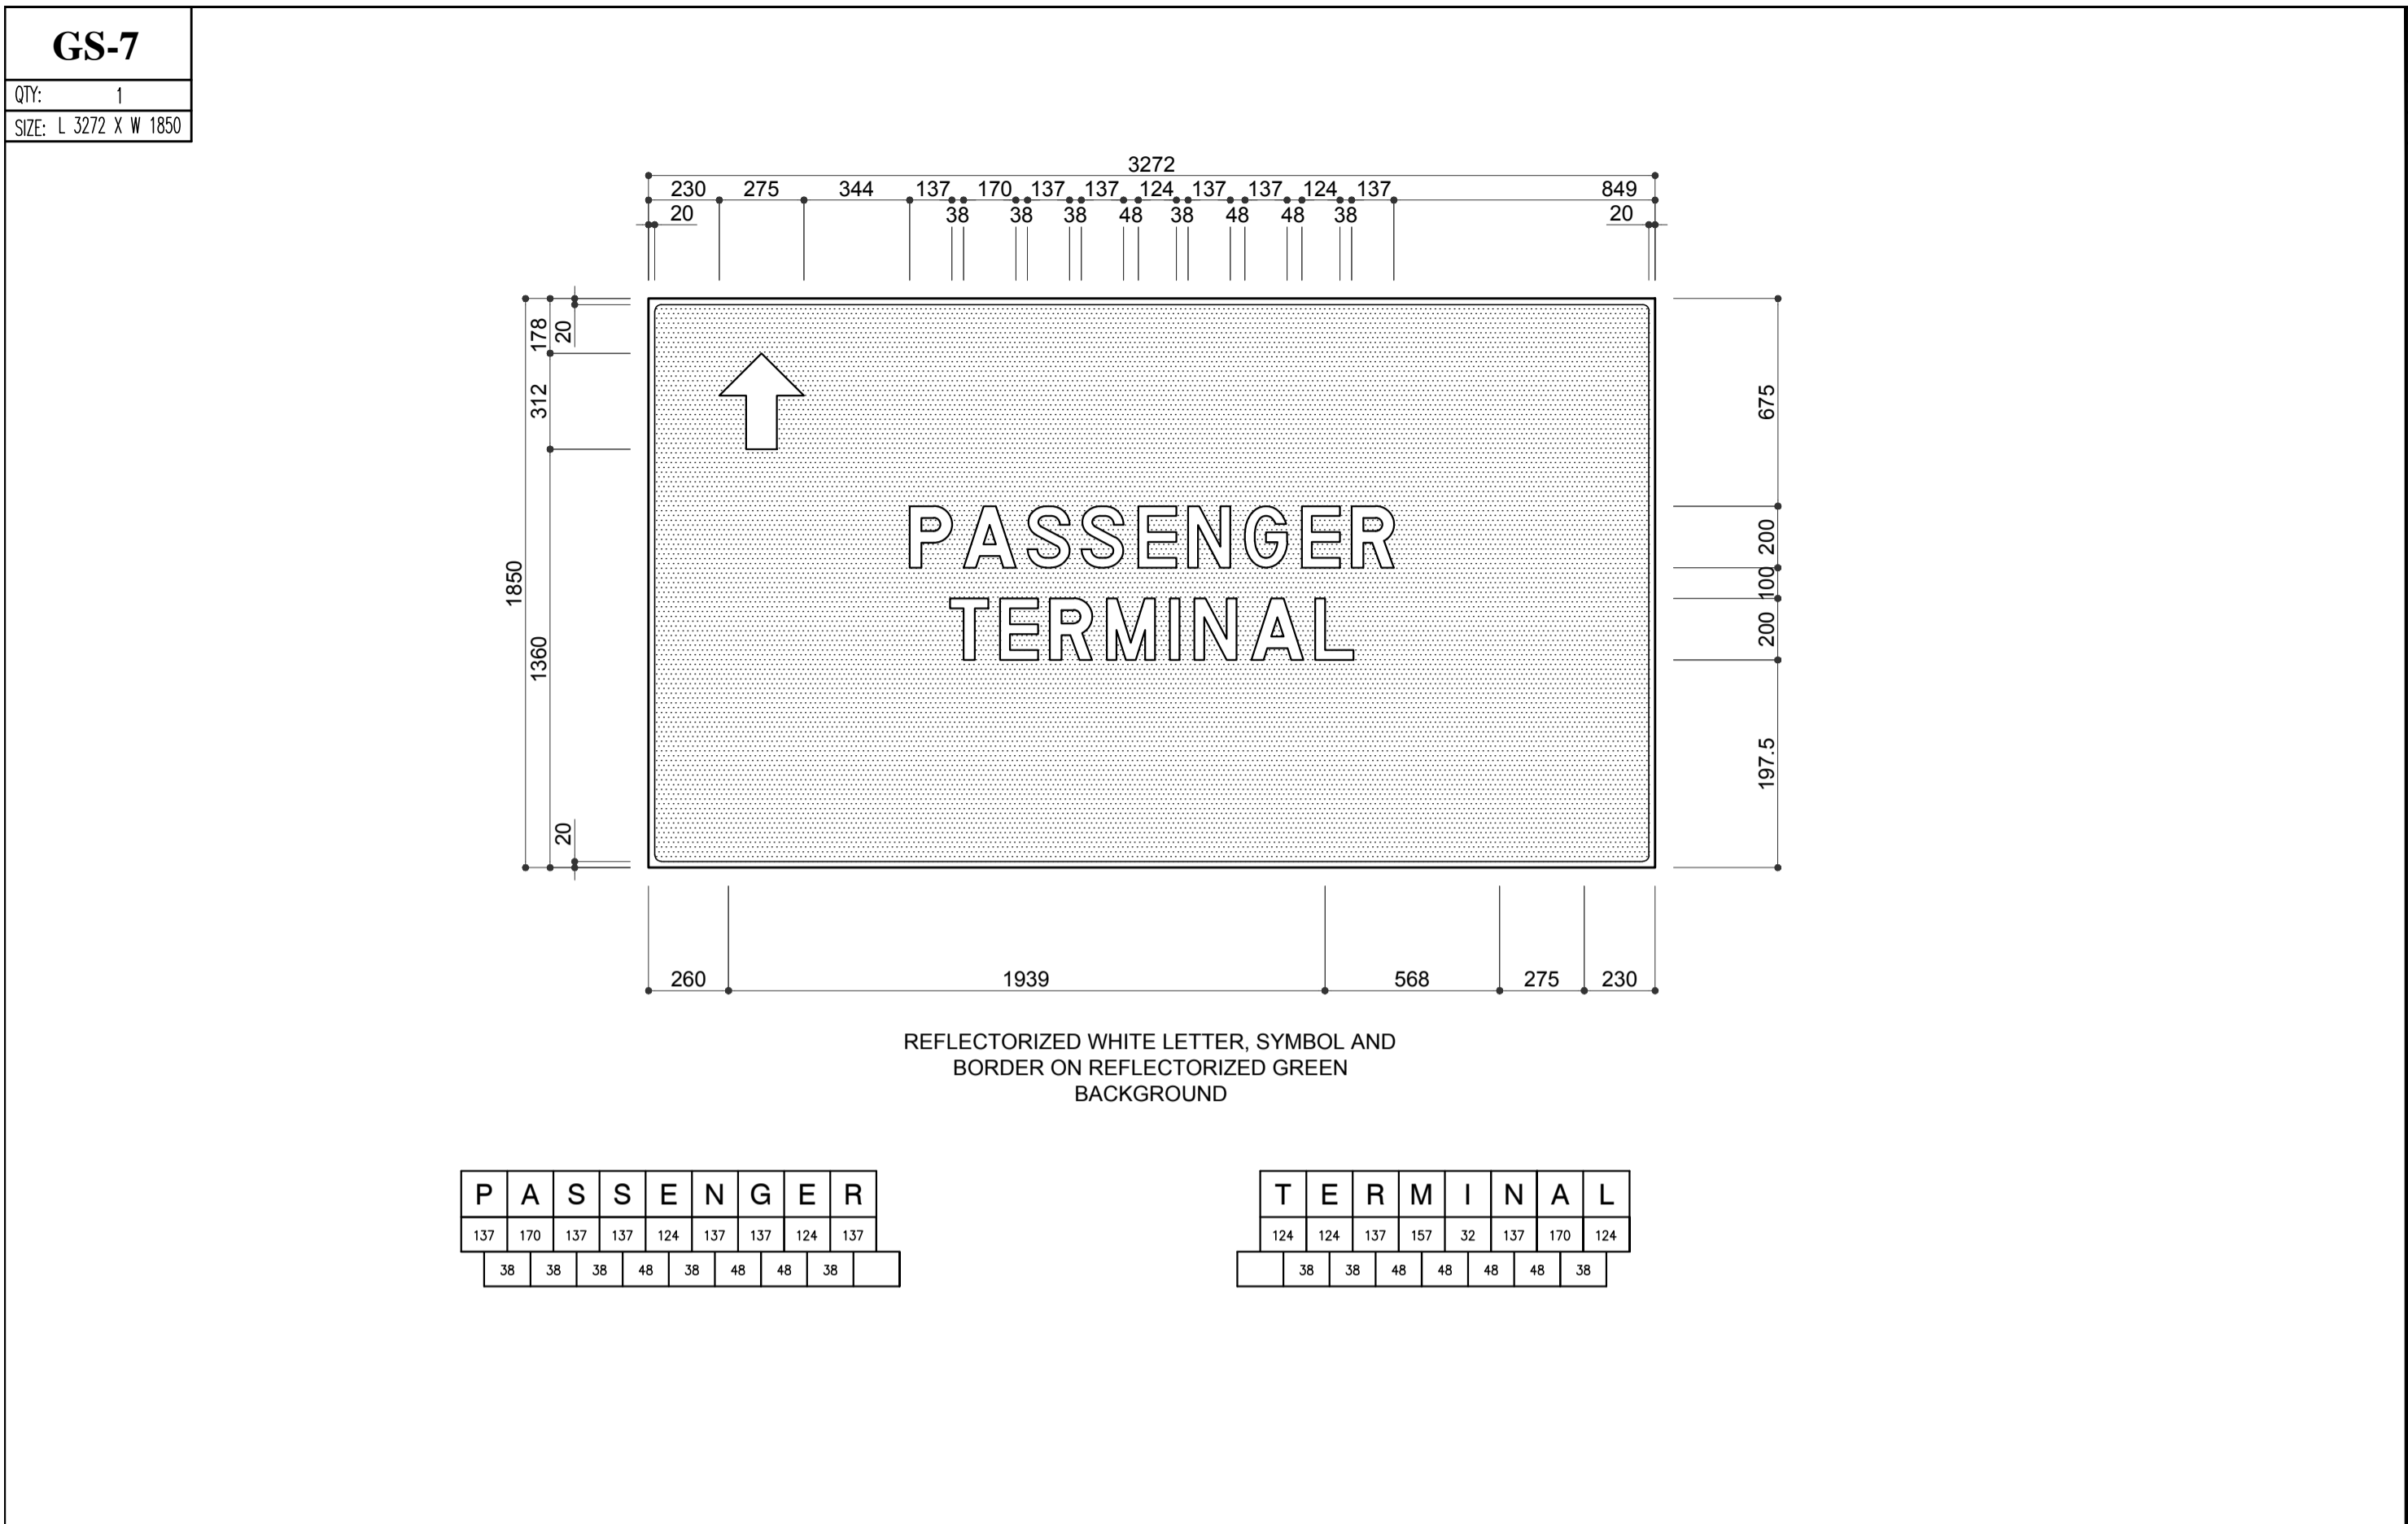 GS-7
QTY: 1
SIZE: L 3272 X W 1850
3272
230 275 344 137 170 137 137 124 137 137 124 137 849
20 38 38 38 48 38 48 48 38 20
178
20
312
1850
1360
20
675
200
100
200
197.5
PASSENGER
TERMINAL
260 1939 568 275 230
REFLECTORIZED WHITE LETTER, SYMBOL AND
BORDER ON REFLECTORIZED GREEN
BACKGROUND
P A S S E N G E R
137 170 137 137 124 137 137 124 137
38 38 38 48 38 48 48 38
T E R M I N A L
124 124 137 157 32 137 170 124
38 38 48 48 48 48 38